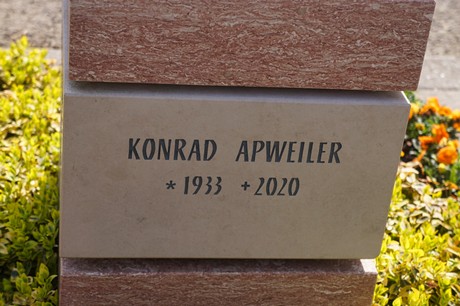 KONRAD APWEILER
* 1933 + 2020